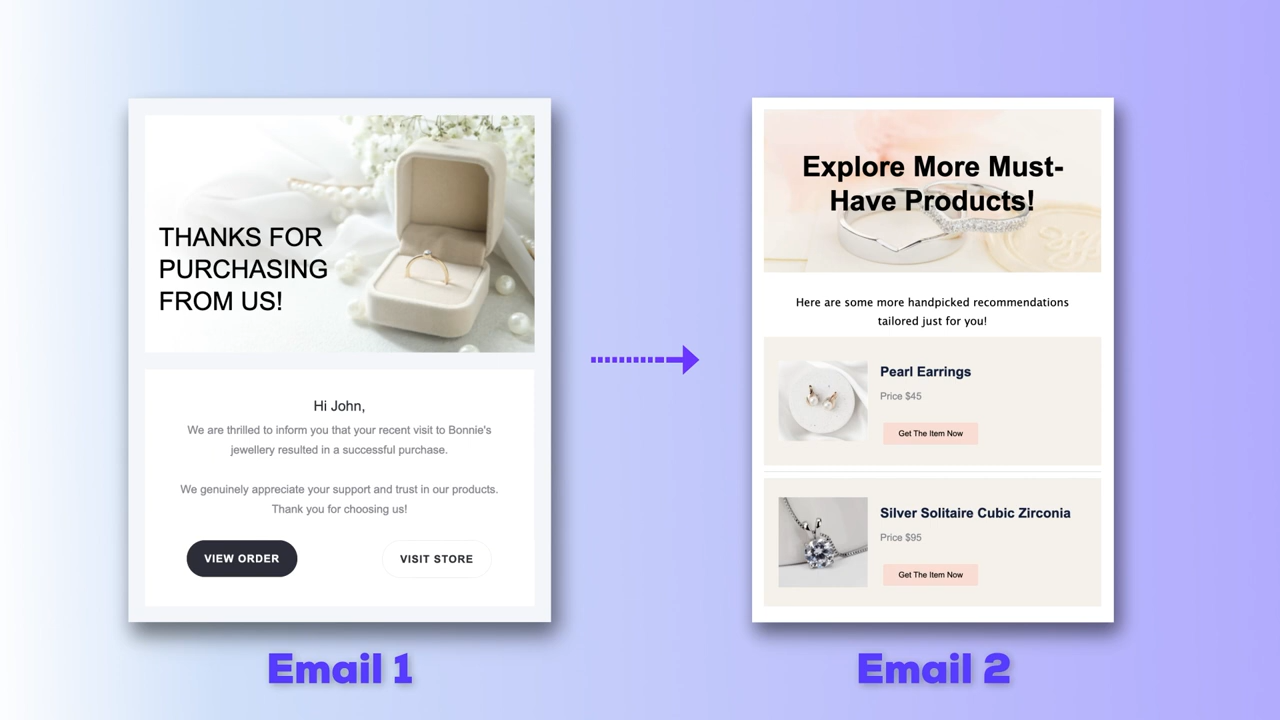 THANKS FOR
PURCHASING
FROM US!
Hi John,
We are thrilled to inform you that your recent visit to Bonnie's
jewellery resulted in a successful purchase.
We genuinely appreciate your support and trust in our products.
Thank you for choosing us!
VIEW ORDER
VISIT STORE
Email 1
Explore More Must-
Have Products!
Here are some more handpicked recommendations
tailored just for you!
Pearl Earrings
Price $45
Get The Item Now
Silver Solitaire Cubic Zirconia
Price $95
Get The Item Now
Email 2